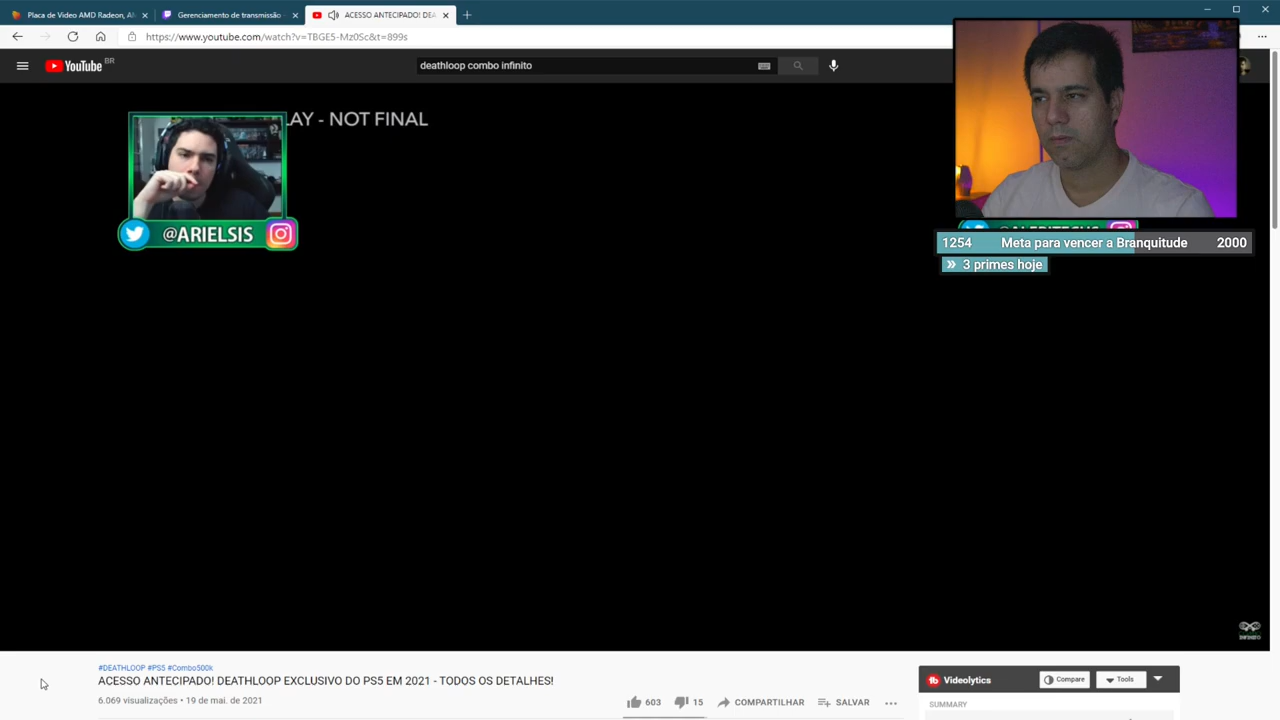 Placa de Video AMD Radeon, A
Gerenciamento de transmissão
ACESSO ANTECIPADO! DEA
https://www.youtube.com/watch?v=TBGE5-Mz0Sc&t=899s
YouTube BR
deathloop combo infinito
LAY - NOT FINAL
@ARIELSIS
1254 Meta para vencer a Branquitude 2000
» 3 primes hoje
INFINITO
#DEATHLOOP #PS5 #Combo500k
ACESSO ANTECIPADO! DEATHLOOP EXCLUSIVO DO PS5 EM 2021 - TODOS OS DETALHES!
6.069 visualizações • 19 de mai. de 2021
603 15 COMPARTILHAR SALVAR
Videolytics Compare Tools
SUMMARY